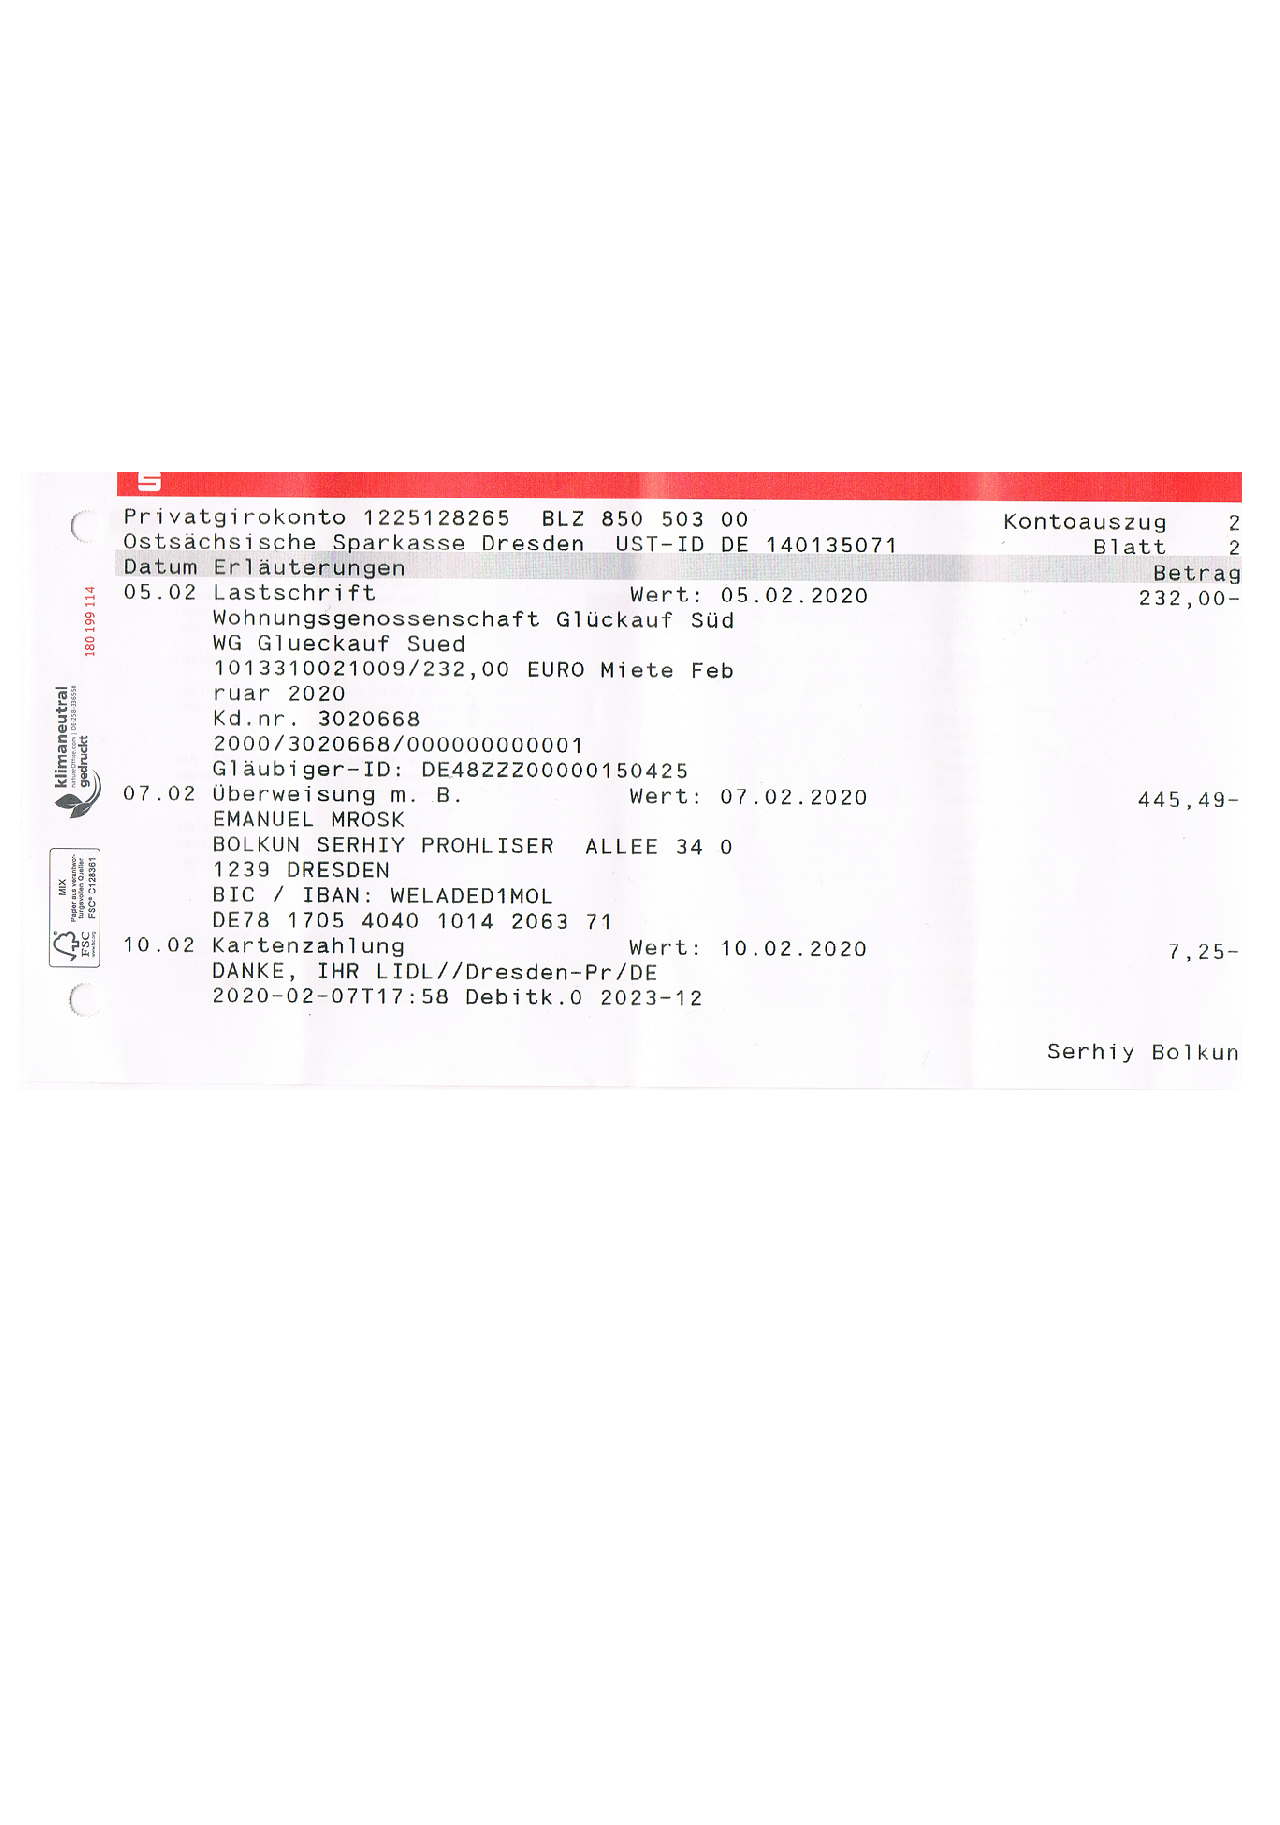 Privatgirokonto 1225128265 BLZ 850 503 00 Kontoauszug 2
Ostsächsische Sparkasse Dresden UST-ID DE 140135071 Blatt 2
Datum Erläuterungen Betrag
05.02 Lastschrift Wert: 05.02.2020 232,00-
Wohnungsgenossenschaft Glückauf Süd
WG Glueckauf Sued
1013310021009/232,00 EURO Miete Feb
ruar 2020
Kd.nr. 3020668
2000/3020668/000000000001
Gläubiger-ID: DE48ZZZ00000150425
07.02 Überweisung m. B. Wert: 07.02.2020 445,49-
EMANUEL MROSK
BOLKUN SERHIY PROHLISER ALLEE 34 0
1239 DRESDEN
BIC / IBAN: WELADED1MOL
DE78 1705 4040 1014 2063 71
10.02 Kartenzahlung Wert: 10.02.2020 7,25-
DANKE, IHR LIDL//Dresden-Pr/DE
2020-02-07T17:58 Debitk.0 2023-12
Serhiy Bolkun
180 199 114
klimaneutral
natureOffice.com | DE-258-336558
gedruckt
MIX
Papier aus verantwor-
tungsvollen Quellen
FSC® C128361
FSC
www.fsc.org